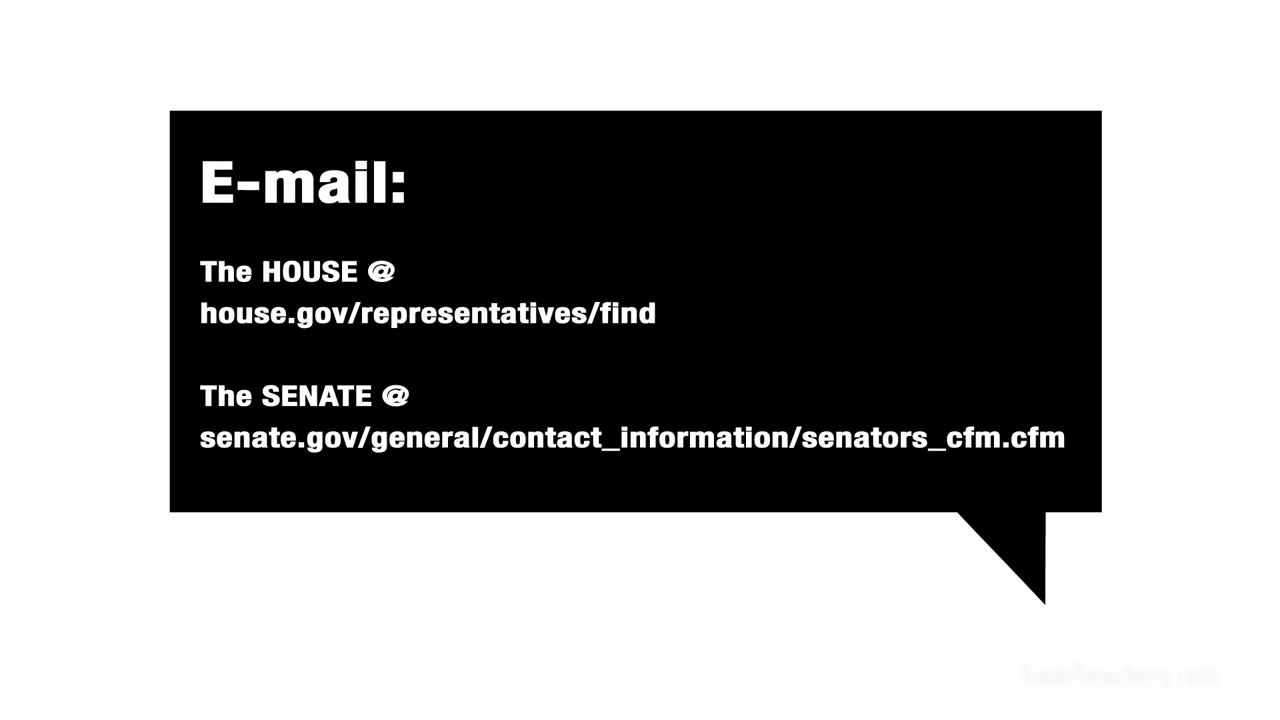 E-mail:
The HOUSE @
house.gov/representatives/find
The SENATE @
senate.gov/general/contact_information/senators_cfm.cfm